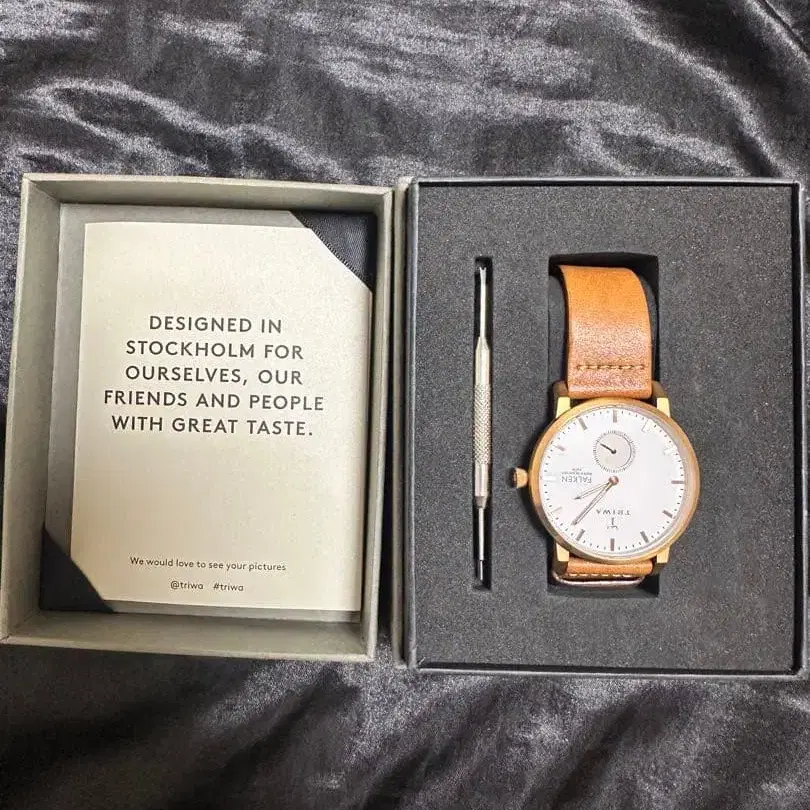 DESIGNED IN
STOCKHOLM FOR
OURSELVES, OUR
FRIENDS AND PEOPLE
WITH GREAT TASTE.
We would love to see your pictures
@triwa #triwa
TRIWA
FALKEN